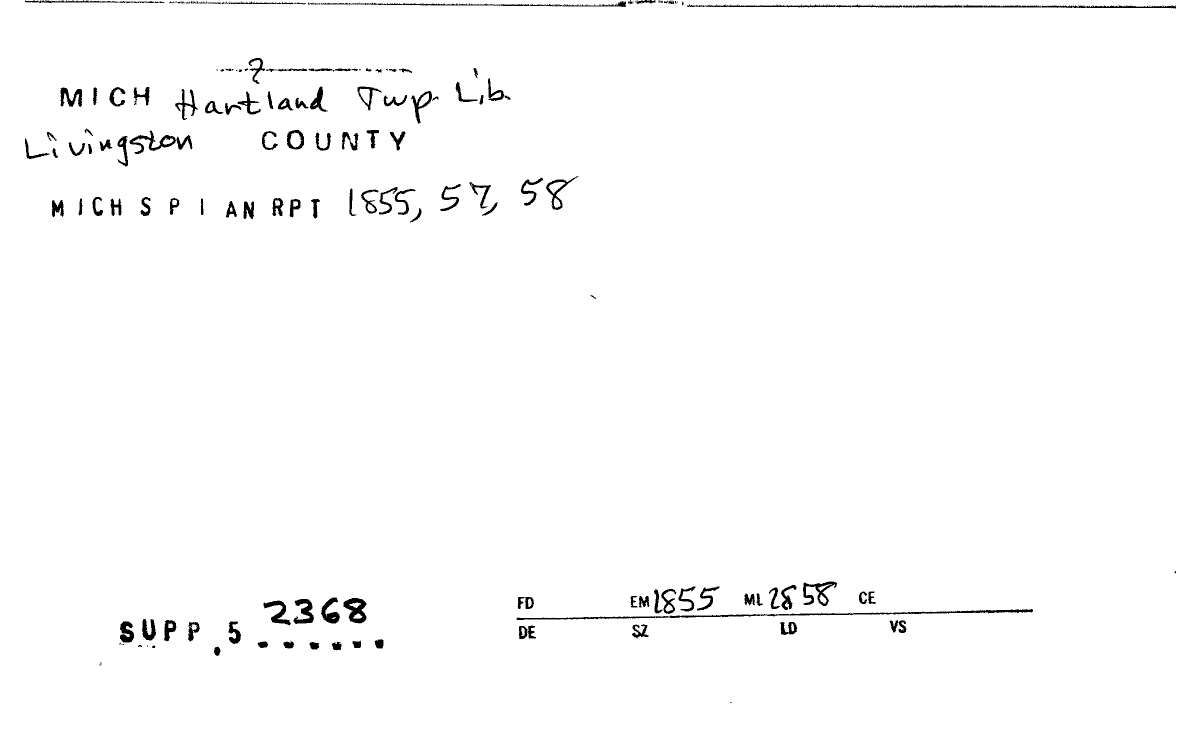 ?
MICH Hartland Twp. Lib.
Livingston COUNTY
MICH S P I AN RPT 1855, 57, 58
SUPP. 5 2368
FD EM 1855 ML 1858 CE
DE SZ LD VS